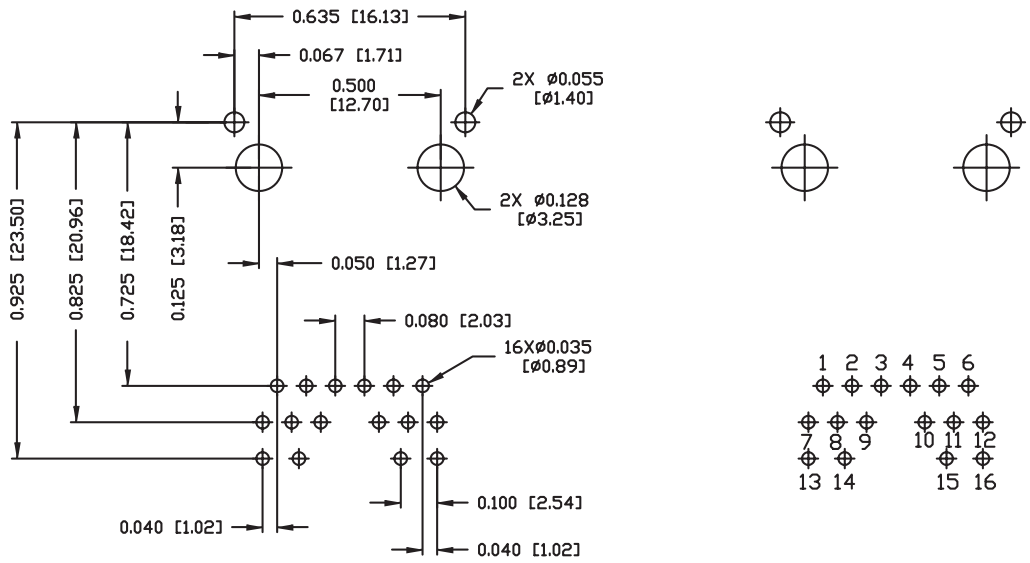 0.635 [16.13]
0.067 [1.71]
0.500
[12.70]
2X Ø0.055
[Ø1.40]
2X Ø0.128
[Ø3.25]
0.925 [23.50]
0.825 [20.96]
0.725 [18.42]
0.125 [3.18]
0.050 [1.27]
0.080 [2.03]
16XØ0.035
[Ø0.89]
0.100 [2.54]
0.040 [1.02]
0.040 [1.02]
1 2 3 4 5 6
7 8 9 10 11 12
13 14 15 16